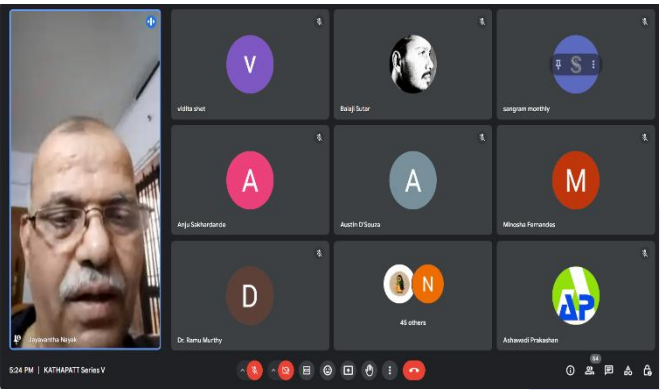 V
vidita shet
Balaji Sutar
S
sangram monthly
A
Anju Sakhardande
A
Austin D'Souza
M
Minosha Fernandes
D
Dr. Ramu Murthy
N
45 others
AP
Ashawadi Prakashan
Jayavantha Nayak
5:24 PM | KATHAPATT Series V
54